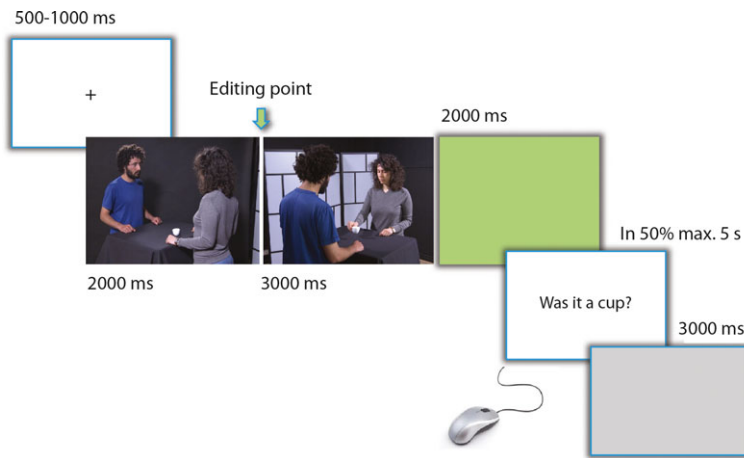 500-1000 ms
+
Editing point
2000 ms
2000 ms
3000 ms
In 50% max. 5 s
Was it a cup?
3000 ms